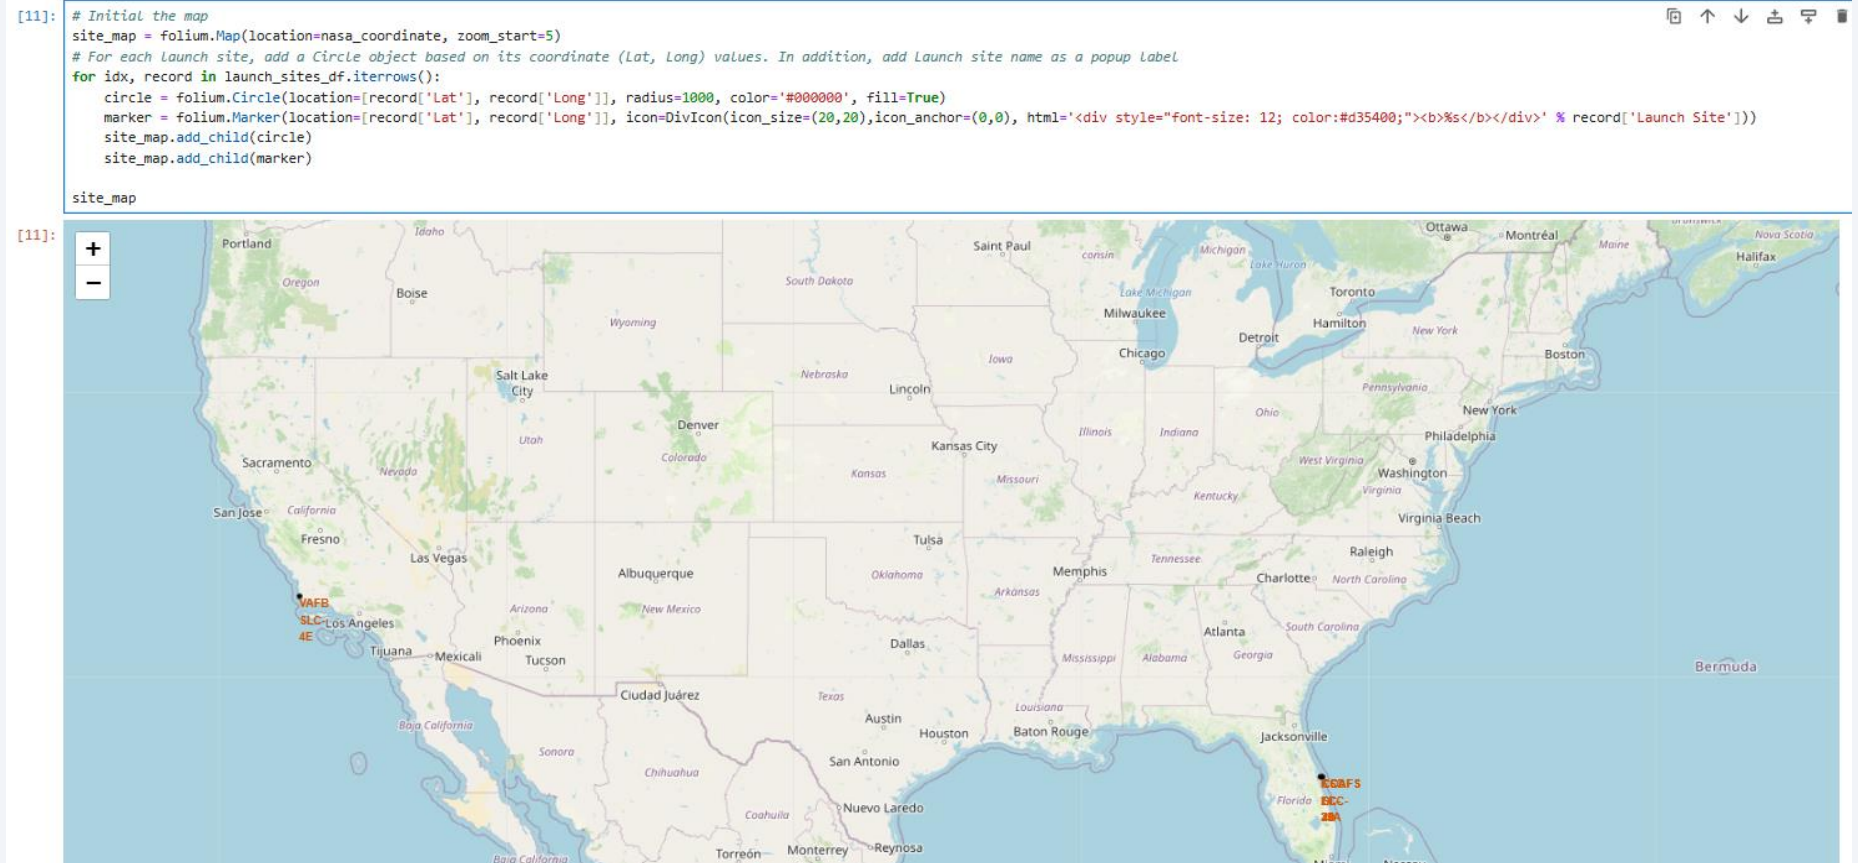 [11]:
# Initial the map
site_map = folium.Map(location=nasa_coordinate, zoom_start=5)
# For each launch site, add a Circle object based on its coordinate (Lat, Long) values. In addition, add Launch site name as a popup label
for idx, record in launch_sites_df.iterrows():
    circle = folium.Circle(location=[record['Lat'], record['Long']], radius=1000, color='#000000', fill=True)
    marker = folium.Marker(location=[record['Lat'], record['Long']], icon=DivIcon(icon_size=(20,20),icon_anchor=(0,0), html='<div style="font-size: 12; color:#d35400;"><b>%s</b></div>' % record['Launch Site']))
    site_map.add_child(circle)
    site_map.add_child(marker)
site_map
[11]:
+
−
Portland
Idaho
Saint Paul
consin
Michigan
Ottawa
Montréal
Maine
Nova Scotia
Halifax
Oregon
Boise
South Dakota
Lake Huron
Lake Michigan
Toronto
Wyoming
Milwaukee
Hamilton
New York
Detroit
Chicago
Boston
Iowa
Salt Lake
City
Nebraska
Lincoln
Pennsylvania
New York
Ohio
Denver
Utah
Illinois
Indiana
Philadelphia
Kansas City
Colorado
Sacramento
Nevada
Kansas
Missouri
West Virginia
Washington
Virginia
Kentucky
San Jose
California
Virginia Beach
Fresno
Las Vegas
Tulsa
Raleigh
Tennessee
Albuquerque
Oklahoma
Memphis
Charlotte
North Carolina
Arkansas
VAFB
SLC-
4E
Los Angeles
Arizona
New Mexico
Phoenix
Atlanta
South Carolina
Dallas
Tijuana
Mexicali
Tucson
Mississippi
Alabama
Georgia
Bermuda
Ciudad Juárez
Texas
Louisiana
Baja California
Austin
Houston
Baton Rouge
Jacksonville
Sonora
San Antonio
Chihuahua
Florida
Coahuila
Nuevo Laredo
Torreón
Monterrey
Reynosa
Baja California